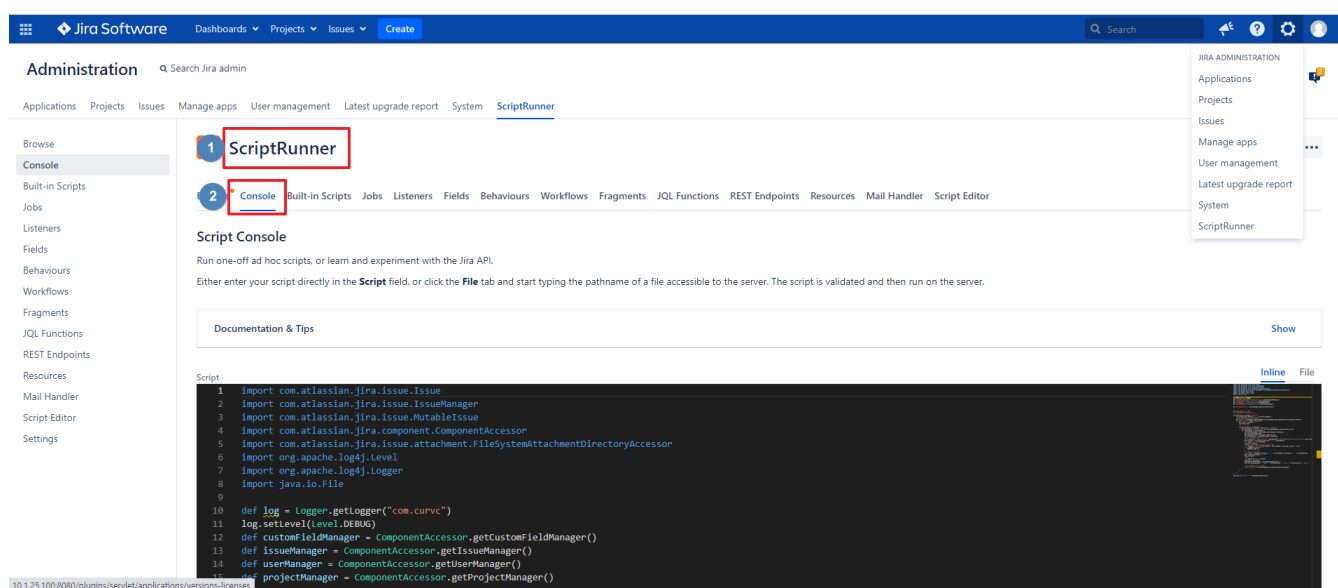 Jira Software Dashboards Projects Issues Create Search
JIRA ADMINISTRATION
Applications
Projects
Issues
Manage apps
User management
Latest upgrade report
System
ScriptRunner
Administration Search Jira admin
Applications Projects Issues Manage apps User management Latest upgrade report System ScriptRunner
Browse
Console
Built-in Scripts
Jobs
Listeners
Fields
Behaviours
Workflows
Fragments
JQL Functions
REST Endpoints
Resources
Mail Handler
Script Editor
Settings
1 ScriptRunner
2 Console Built-in Scripts Jobs Listeners Fields Behaviours Workflows Fragments JQL Functions REST Endpoints Resources Mail Handler Script Editor
Script Console
Run one-off ad hoc scripts, or learn and experiment with the Jira API.
Either enter your script directly in the Script field, or click the File tab and start typing the pathname of a file accessible to the server. The script is validated and then run on the server.
Documentation & Tips Show
Script Inline File
1 import com.atlassian.jira.issue.Issue
2 import com.atlassian.jira.issue.IssueManager
3 import com.atlassian.jira.issue.MutableIssue
4 import com.atlassian.jira.component.ComponentAccessor
5 import com.atlassian.jira.issue.attachment.FileSystemAttachmentDirectoryAccessor
6 import org.apache.log4j.Level
7 import org.apache.log4j.Logger
8 import java.io.File
9
10 def log = Logger.getLogger("com.curvc")
11 log.setLevel(Level.DEBUG)
12 def customFieldManager = ComponentAccessor.getCustomFieldManager()
13 def issueManager = ComponentAccessor.getIssueManager()
14 def userManager = ComponentAccessor.getUserManager()
15 def projectManager = ComponentAccessor.getProjectManager()
10.1.25.100:8080/plugins/servlet/applications/versions-licenses